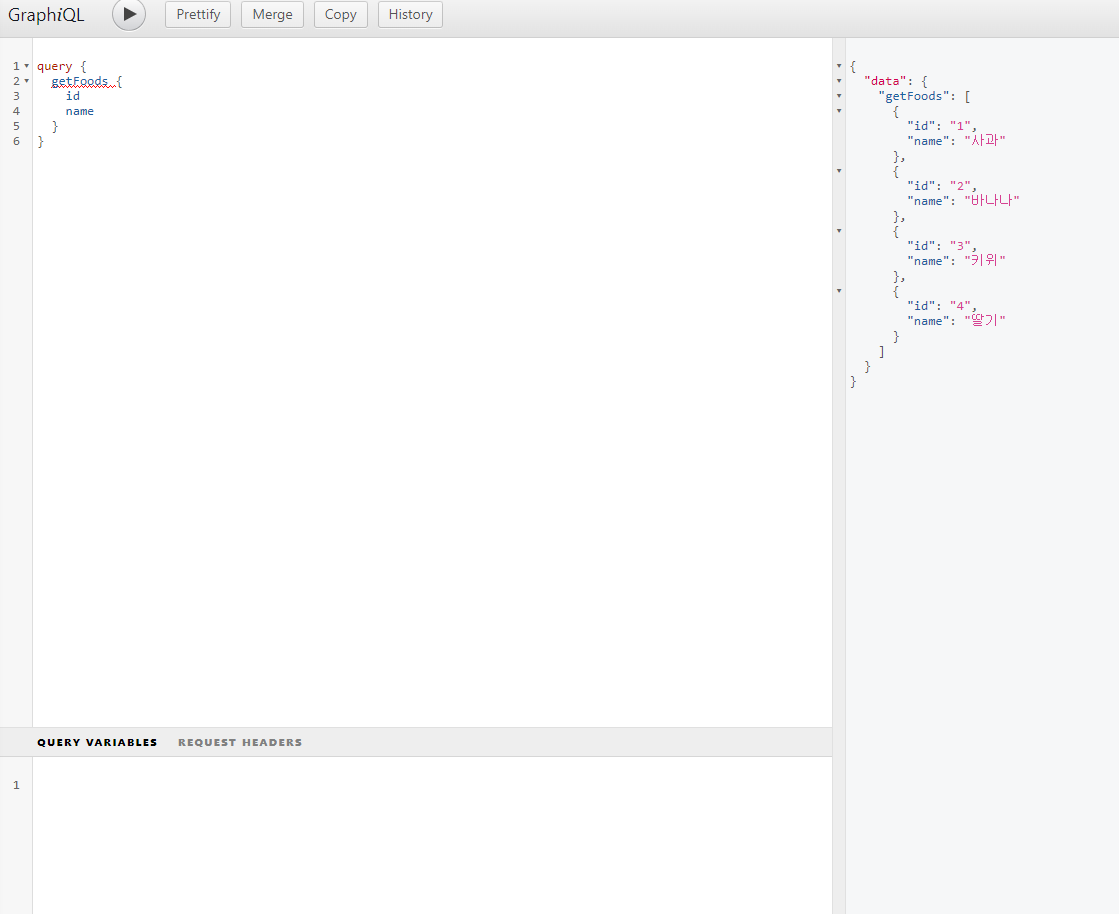 GraphiQL Prettify Merge Copy History
1 query {
2 getFoods {
3 id
4 name
5 }
6 }
{
"data": {
"getFoods": [
{
"id": "1",
"name": "사과"
},
{
"id": "2",
"name": "바나나"
},
{
"id": "3",
"name": "키위"
},
{
"id": "4",
"name": "딸기"
}
]
}
}
QUERY VARIABLES REQUEST HEADERS
1